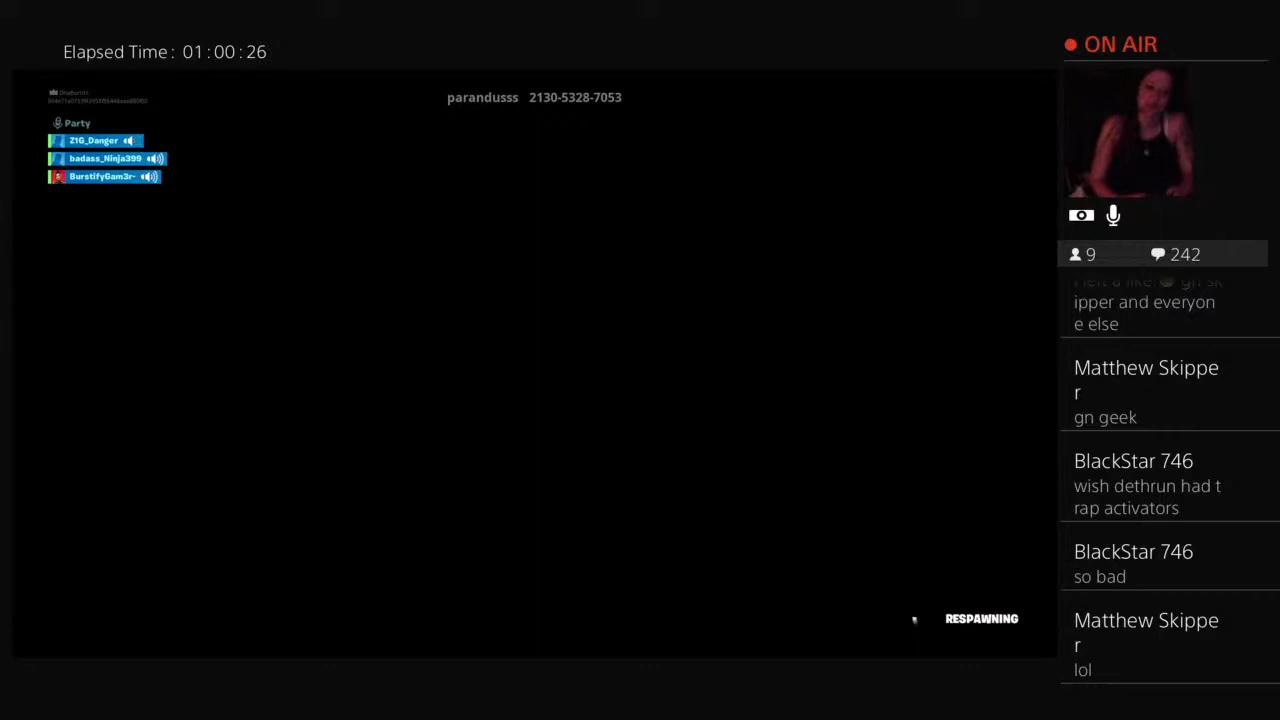 Elapsed Time: 01:00:26
parandusss 2130-5328-7053
Party
Z1G_Danger
badass_Ninja399
BurstifyGam3r-
RESPAWNING
ON AIR
9 242
ipper and everyon
e else
Matthew Skippe
r
gn geek
BlackStar 746
wish dethrun had t
rap activators
BlackStar 746
so bad
Matthew Skippe
r
lol